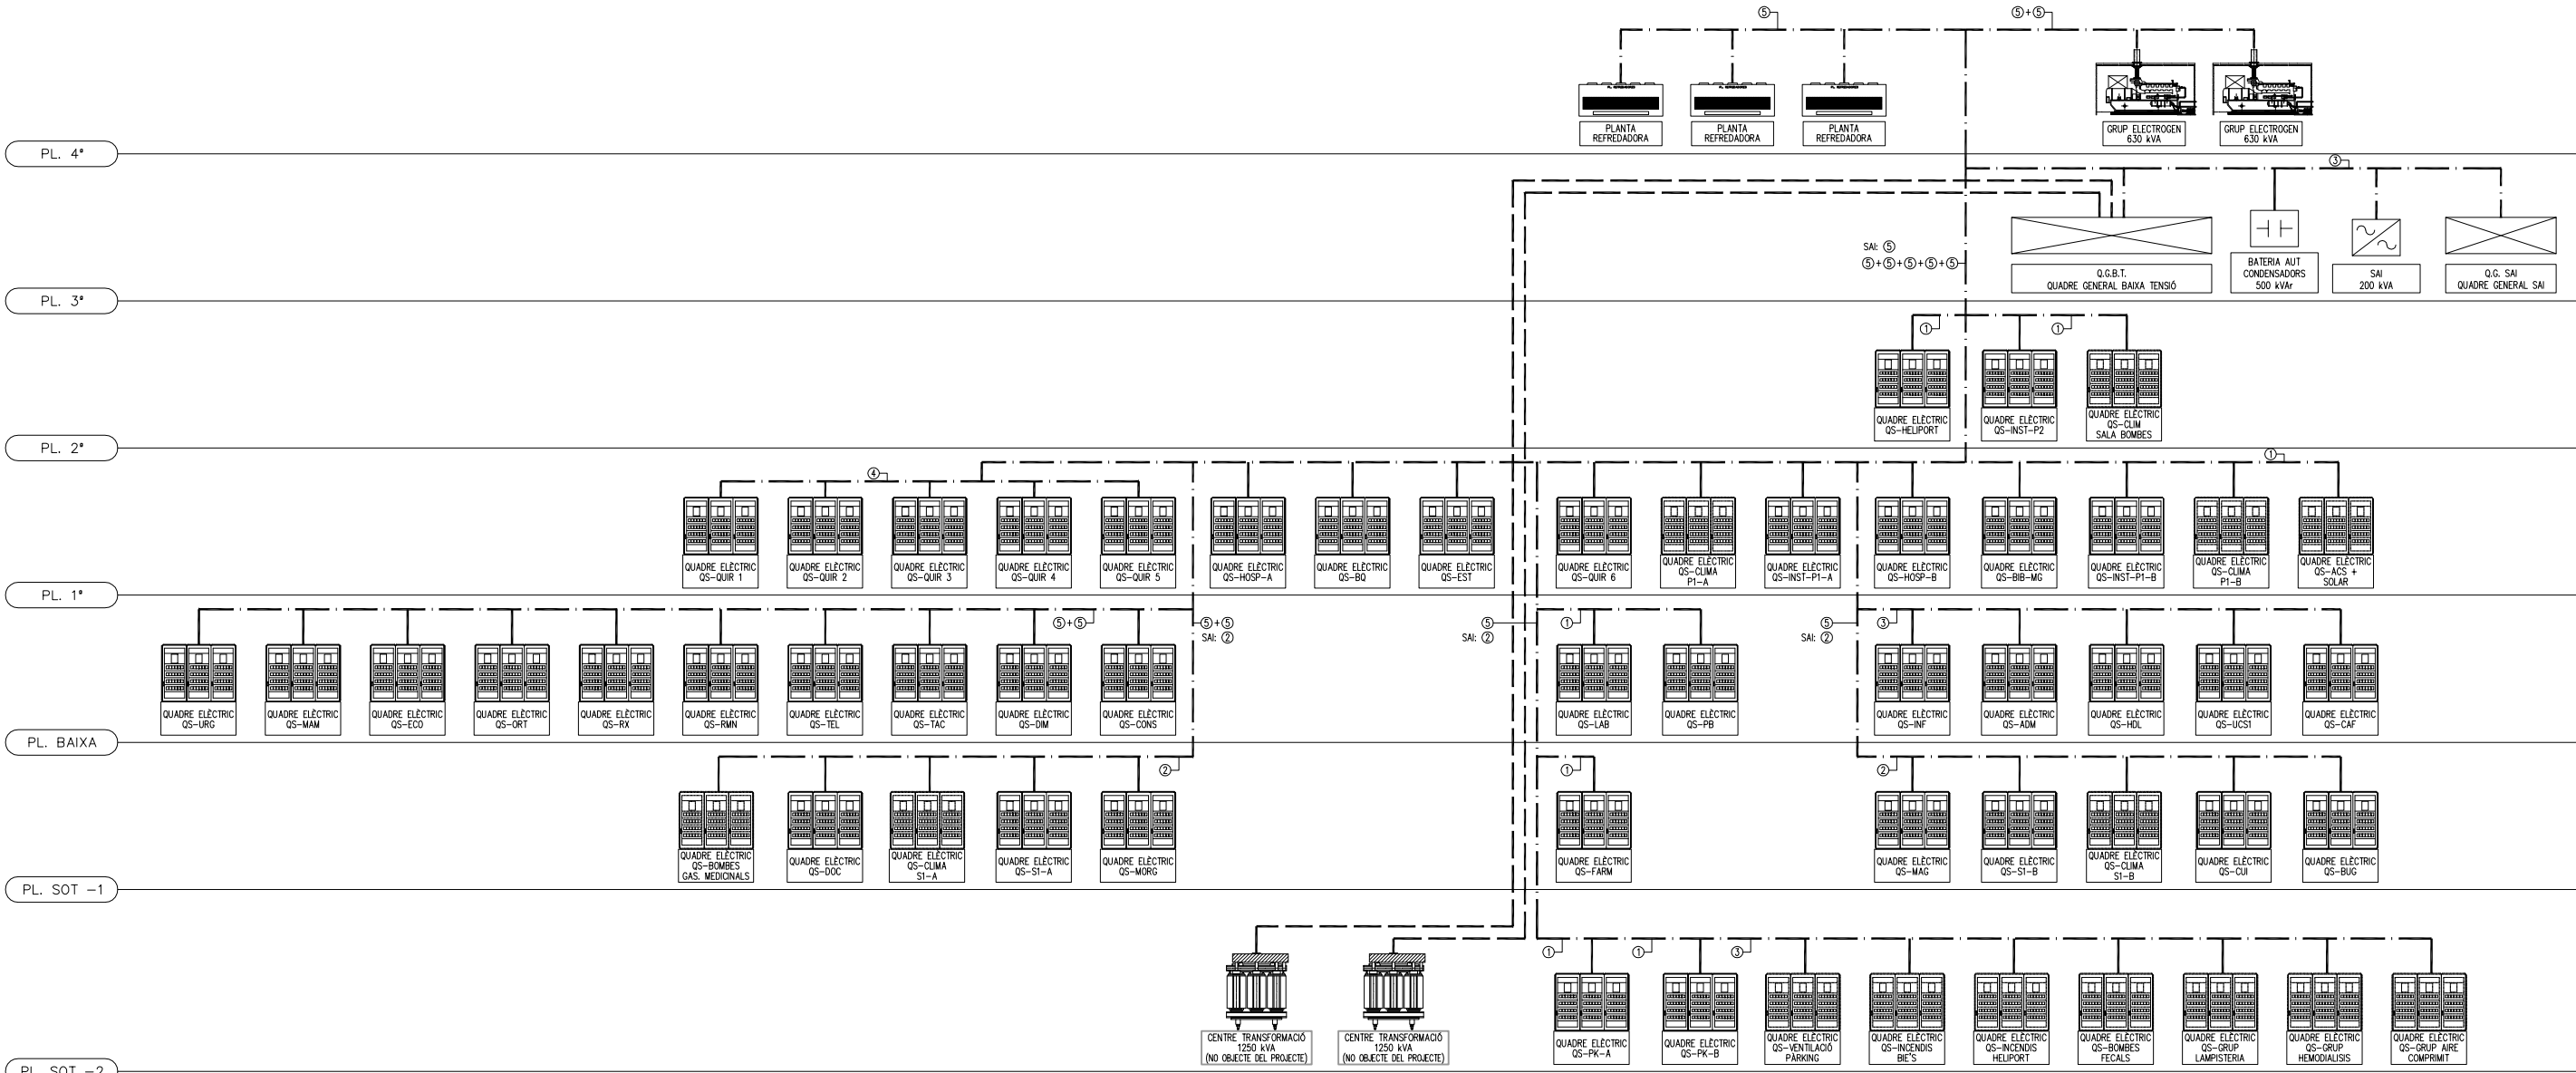 ⑤
⑤+⑤
PL. REFREDADORA
PL. REFREDADORA
PL. REFREDADORA
PLANTA
REFREDADORA
PLANTA
REFREDADORA
PLANTA
REFREDADORA
GRUP ELECTROGEN
630 kVA
GRUP ELECTROGEN
630 kVA
PL. 4ª
③
SAI: ⑤
⑤+⑤+⑤+⑤+⑤
Q.G.B.T.
QUADRE GENERAL BAIXA TENSIÓ
BATERIA AUT
CONDENSADORS
500 kVAr
SAI
200 kVA
Q.G. SAI
QUADRE GENERAL SAI
PL. 3ª
①
①
QUADRE ELÈCTRIC
QS-HELIPORT
QUADRE ELÈCTRIC
QS-INST-P2
QUADRE ELÈCTRIC
QS-CLIM
SALA BOMBES
PL. 2ª
④
①
QUADRE ELÈCTRIC
QS-QUIR 1
QUADRE ELÈCTRIC
QS-QUIR 2
QUADRE ELÈCTRIC
QS-QUIR 3
QUADRE ELÈCTRIC
QS-QUIR 4
QUADRE ELÈCTRIC
QS-QUIR 5
QUADRE ELÈCTRIC
QS-HOSP-A
QUADRE ELÈCTRIC
QS-BQ
QUADRE ELÈCTRIC
QS-EST
QUADRE ELÈCTRIC
QS-QUIR 6
QUADRE ELÈCTRIC
QS-CLIMA
P1-A
QUADRE ELÈCTRIC
QS-INST-P1-A
QUADRE ELÈCTRIC
QS-HOSP-B
QUADRE ELÈCTRIC
QS-BIB-MG
QUADRE ELÈCTRIC
QS-INST-P1-B
QUADRE ELÈCTRIC
QS-CLIMA
P1-B
QUADRE ELÈCTRIC
QS-ACS +
SOLAR
PL. 1ª
⑤+⑤
⑤+⑤
SAI: ②
⑤
SAI: ②
①
⑤
SAI: ②
③
QUADRE ELÈCTRIC
QS-URG
QUADRE ELÈCTRIC
QS-MAM
QUADRE ELÈCTRIC
QS-ECO
QUADRE ELÈCTRIC
QS-ORT
QUADRE ELÈCTRIC
QS-RX
QUADRE ELÈCTRIC
QS-RMN
QUADRE ELÈCTRIC
QS-TEL
QUADRE ELÈCTRIC
QS-TAC
QUADRE ELÈCTRIC
QS-DIM
QUADRE ELÈCTRIC
QS-CONS
QUADRE ELÈCTRIC
QS-LAB
QUADRE ELÈCTRIC
QS-PB
QUADRE ELÈCTRIC
QS-INF
QUADRE ELÈCTRIC
QS-ADM
QUADRE ELÈCTRIC
QS-HDL
QUADRE ELÈCTRIC
QS-UCS1
QUADRE ELÈCTRIC
QS-CAF
PL. BAIXA
②
①
②
QUADRE ELÈCTRIC
QS-BOMBES
GAS. MEDICINALS
QUADRE ELÈCTRIC
QS-DOC
QUADRE ELÈCTRIC
QS-CLIMA
S1-A
QUADRE ELÈCTRIC
QS-S1-A
QUADRE ELÈCTRIC
QS-MORG
QUADRE ELÈCTRIC
QS-FARM
QUADRE ELÈCTRIC
QS-MAG
QUADRE ELÈCTRIC
QS-S1-B
QUADRE ELÈCTRIC
QS-CLIMA
S1-B
QUADRE ELÈCTRIC
QS-CUI
QUADRE ELÈCTRIC
QS-BUG
PL. SOT -1
①
①
③
CENTRE TRANSFORMACIÓ
1250 kVA
(NO OBJECTE DEL PROJECTE)
CENTRE TRANSFORMACIÓ
1250 kVA
(NO OBJECTE DEL PROJECTE)
QUADRE ELÈCTRIC
QS-PK-A
QUADRE ELÈCTRIC
QS-PK-B
QUADRE ELÈCTRIC
QS-VENTILACIÓ
PÀRKING
QUADRE ELÈCTRIC
QS-INCENDIS
BIE'S
QUADRE ELÈCTRIC
QS-INCENDIS
HELIPORT
QUADRE ELÈCTRIC
QS-BOMBES
FECALS
QUADRE ELÈCTRIC
QS-GRUP
LAMPISTERIA
QUADRE ELÈCTRIC
QS-GRUP
HEMODIALISIS
QUADRE ELÈCTRIC
QS-GRUP AIRE
COMPRIMIT
PL. SOT -2